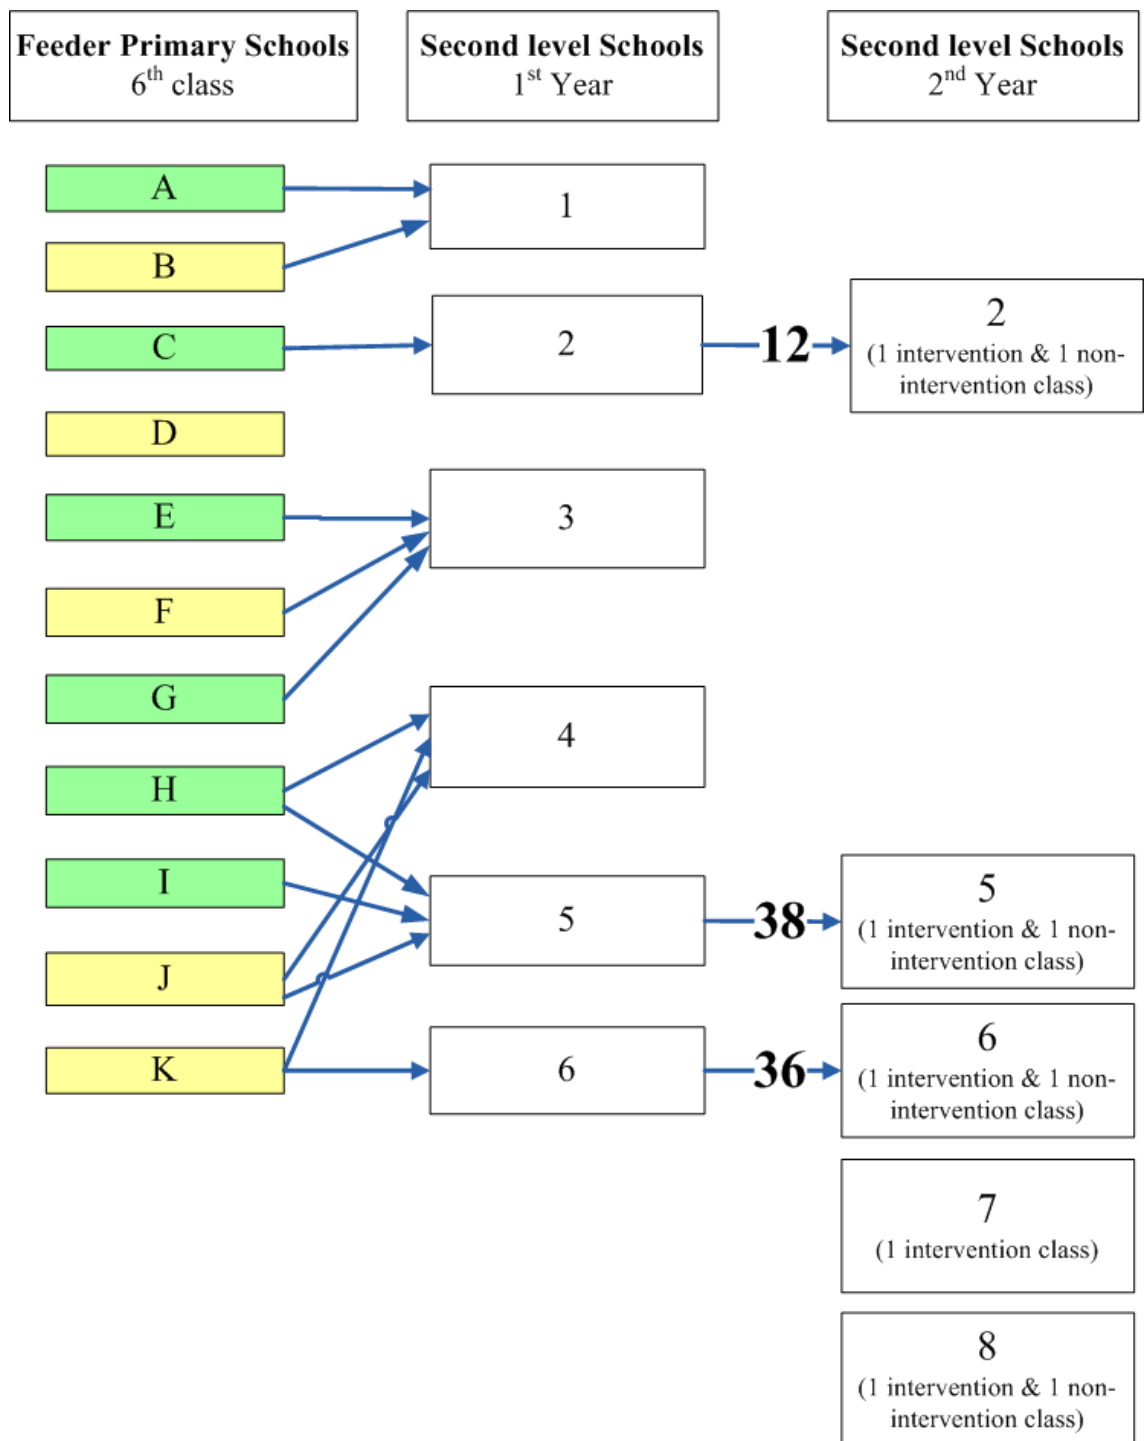 Feeder Primary Schools
6th class
Second level Schools
1st Year
Second level Schools
2nd Year
A
B
C
D
E
F
G
H
I
J
K
1
2
3
4
5
6
12
38
36
2
(1 intervention & 1 non-
intervention class)
5
(1 intervention & 1 non-
intervention class)
6
(1 intervention & 1 non-
intervention class)
7
(1 intervention class)
8
(1 intervention & 1 non-
intervention class)